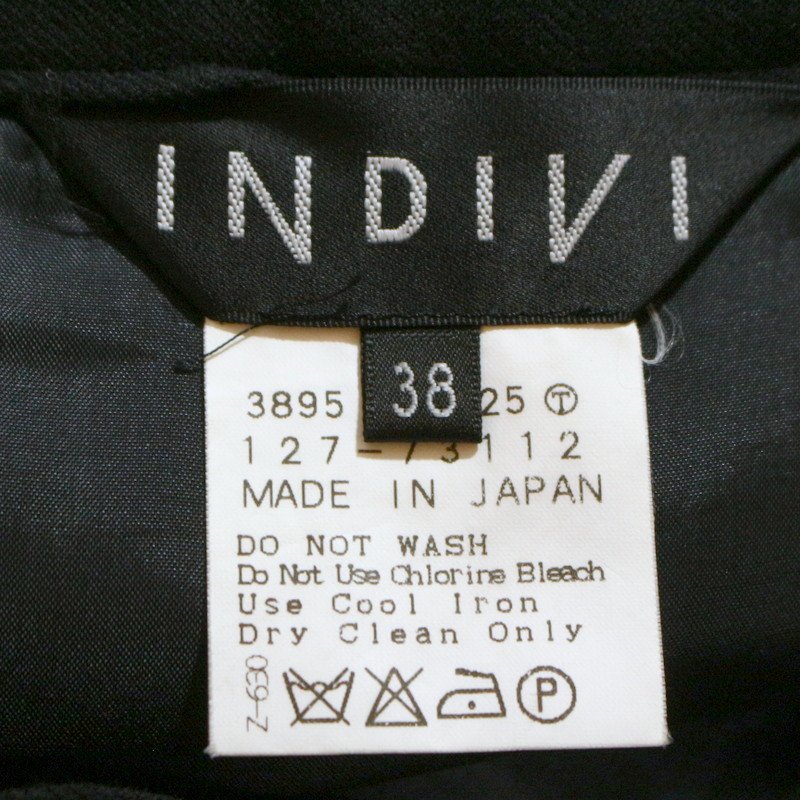 INDIVI
38
3895 25 Ⓣ
127-73112
MADE IN JAPAN
DO NOT WASH
Do Not Use Chlorine Bleach
Use Cool Iron
Dry Clean Only
Z-630
P